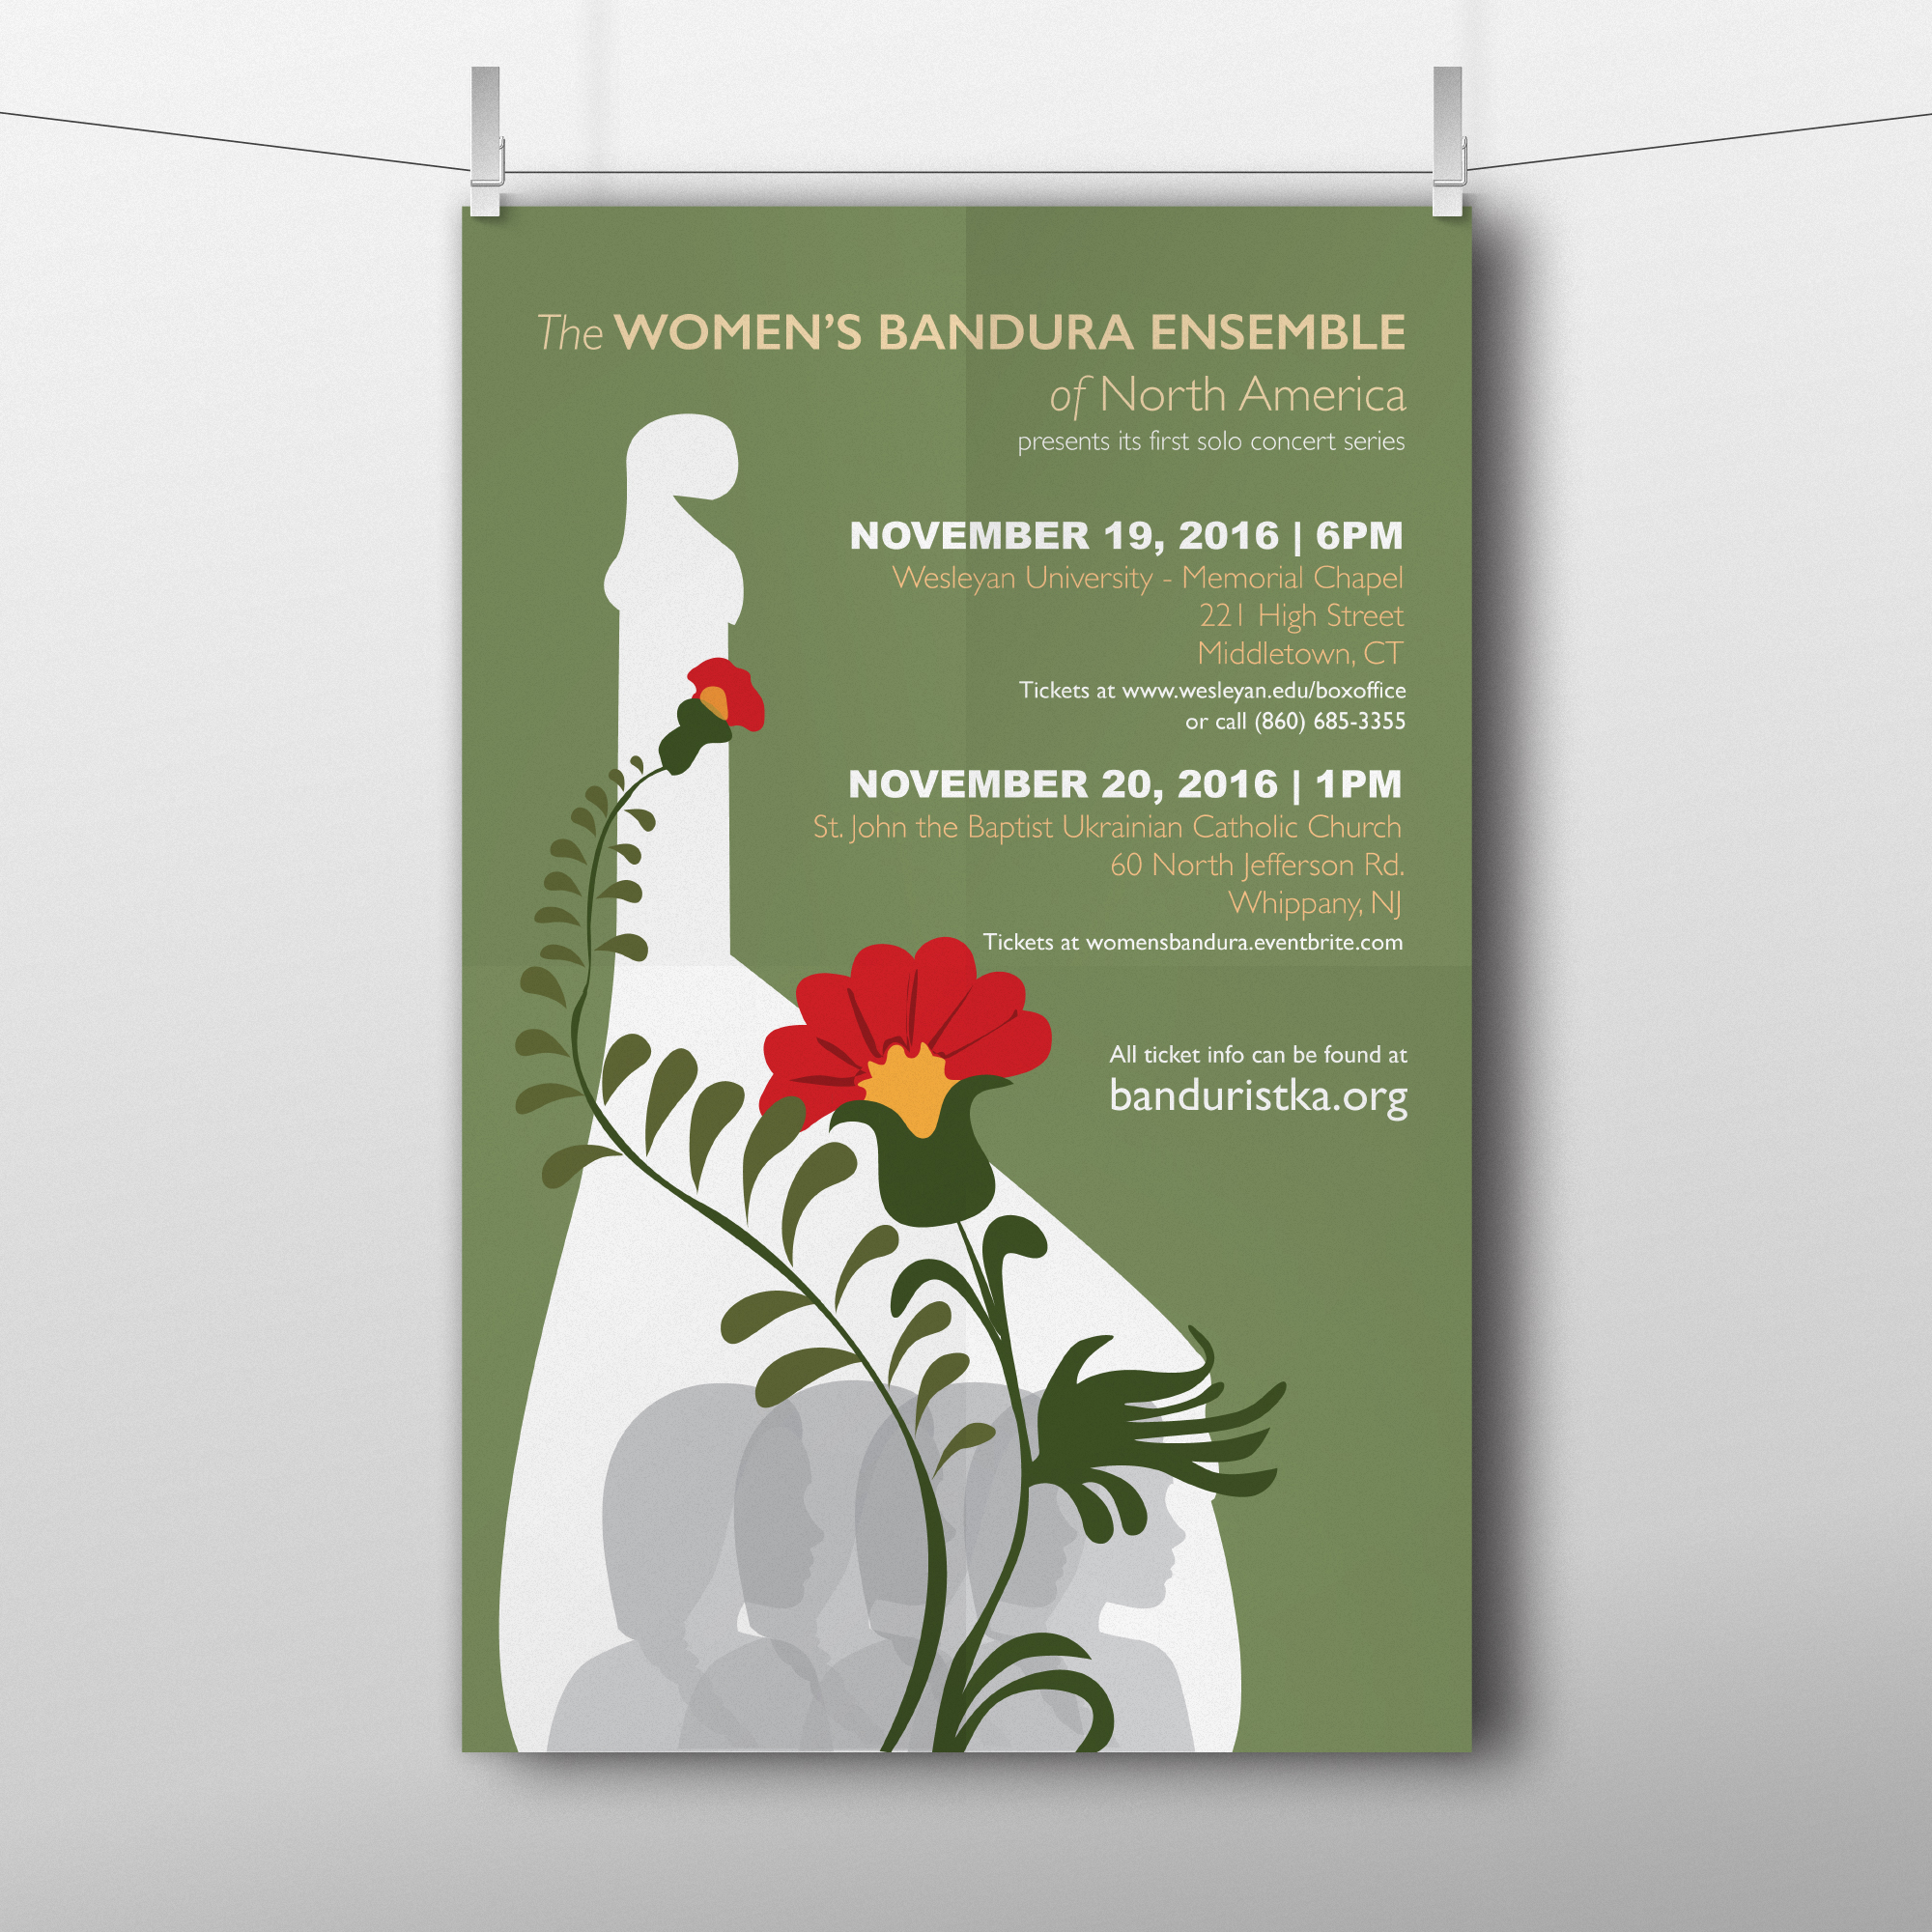 The WOMEN'S BANDURA ENSEMBLE
of North America
presents its first solo concert series
NOVEMBER 19, 2016 | 6PM
Wesleyan University - Memorial Chapel
221 High Street
Middletown, CT
Tickets at www.wesleyan.edu/boxoffice
or call (860) 685-3355
NOVEMBER 20, 2016 | 1PM
St. John the Baptist Ukrainian Catholic Church
60 North Jefferson Rd.
Whippany, NJ
Tickets at womensbandura.eventbrite.com
All ticket info can be found at
banduristka.org